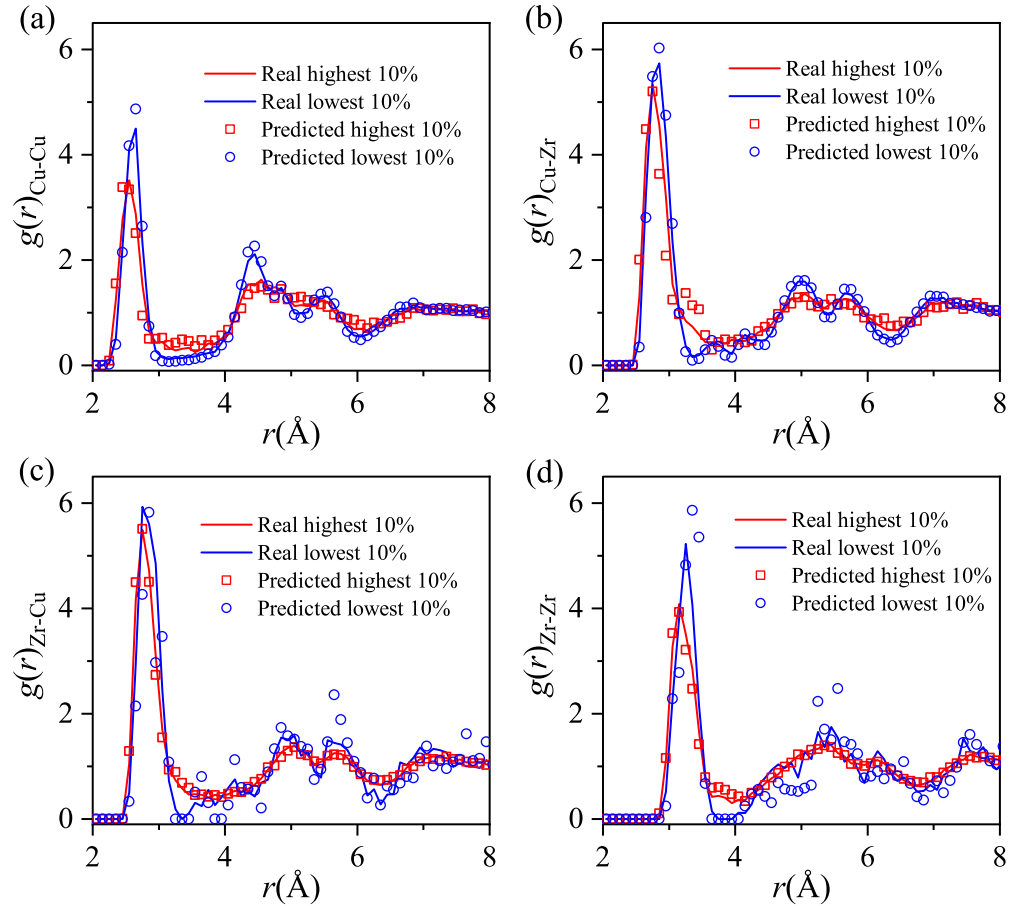 (a)
g(r)Cu-Cu
6
4
2
0
Real highest 10%
Real lowest 10%
Predicted highest 10%
Predicted lowest 10%
2 4 6 8
r(Å)
(b)
g(r)Cu-Zr
6
4
2
0
Real highest 10%
Real lowest 10%
Predicted highest 10%
Predicted lowest 10%
2 4 6 8
r(Å)
(c)
g(r)Zr-Cu
6
4
2
0
Real highest 10%
Real lowest 10%
Predicted highest 10%
Predicted lowest 10%
2 4 6 8
r(Å)
(d)
g(r)Zr-Zr
6
4
2
0
Real highest 10%
Real lowest 10%
Predicted highest 10%
Predicted lowest 10%
2 4 6 8
r(Å)